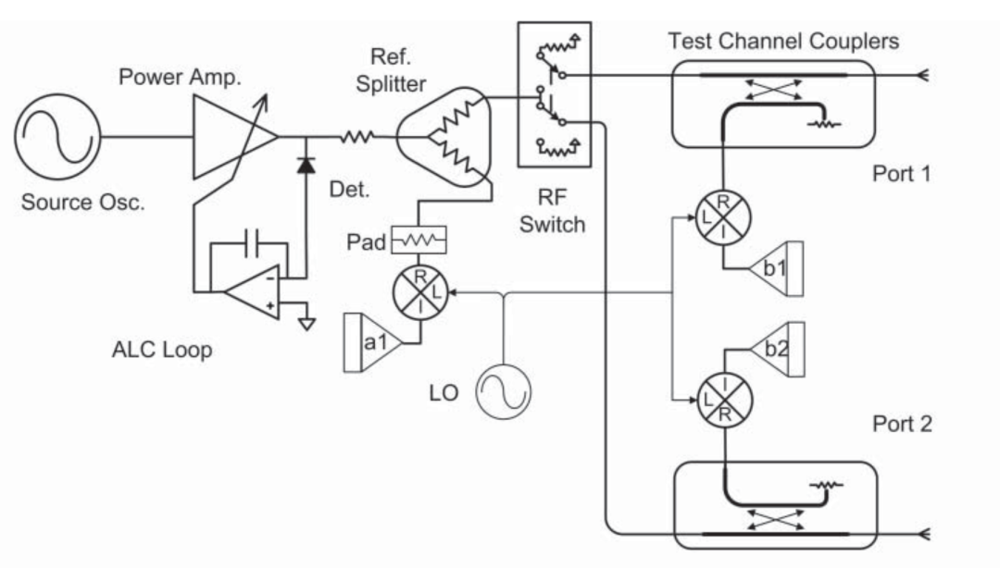 Test Channel Couplers
Ref.
Splitter
Power Amp.
Source Osc.
Det.
RF
Switch
Port 1
Pad
R
L
I
b1
R
L
I
a1
ALC Loop
-
+
LO
b2
I
L
R
Port 2